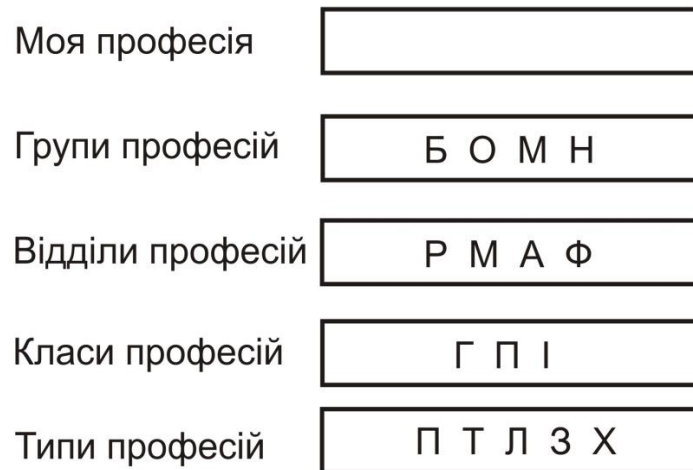 Моя професія
Групи професій Б О М Н
Відділи професій Р М А Ф
Класи професій Г П І
Типи професій П Т Л З Х